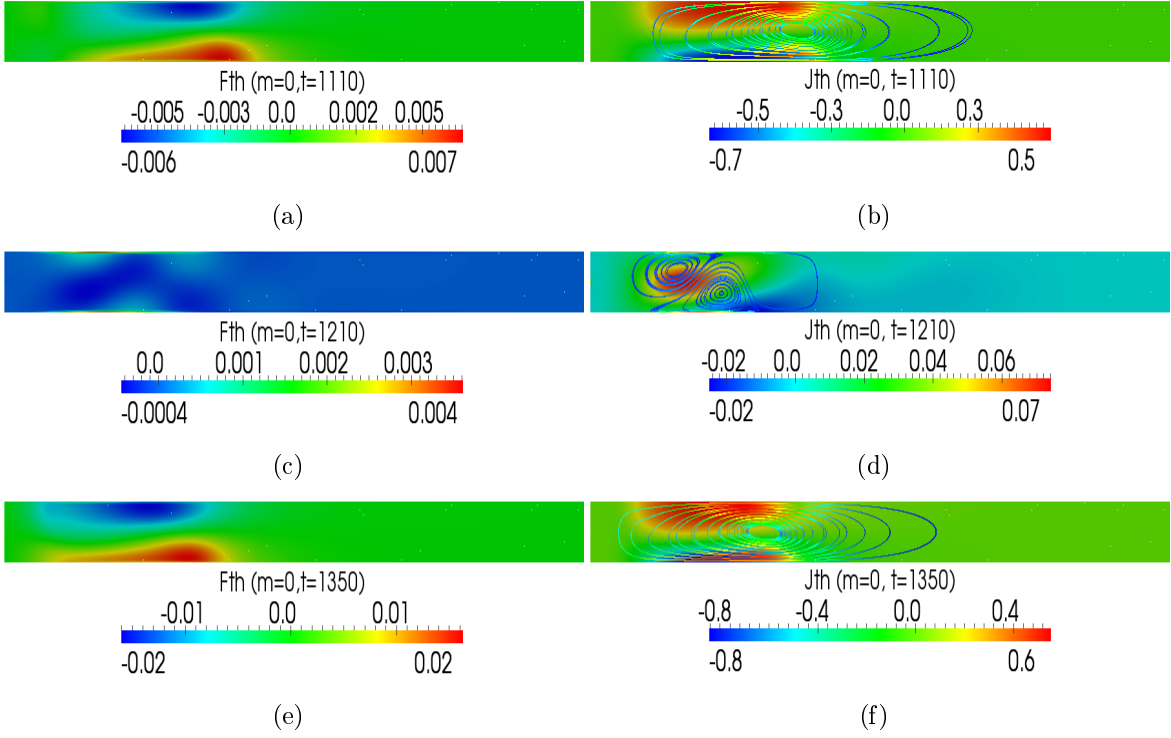 Fth (m=0,t=1110)
-0.005 -0.003 0.0 0.002 0.005
-0.006 0.007
(a)
Jth (m=0, t=1110)
-0.5 -0.3 0.0 0.3
-0.7 0.5
(b)
Fth (m=0,t=1210)
0.0 0.001 0.002 0.003
-0.0004 0.004
(c)
Jth (m=0, t=1210)
-0.02 0.0 0.02 0.04 0.06
-0.02 0.07
(d)
Fth (m=0,t=1350)
-0.01 0.0 0.01
-0.02 0.02
(e)
Jth (m=0, t=1350)
-0.8 -0.4 0.0 0.4
-0.8 0.6
(f)